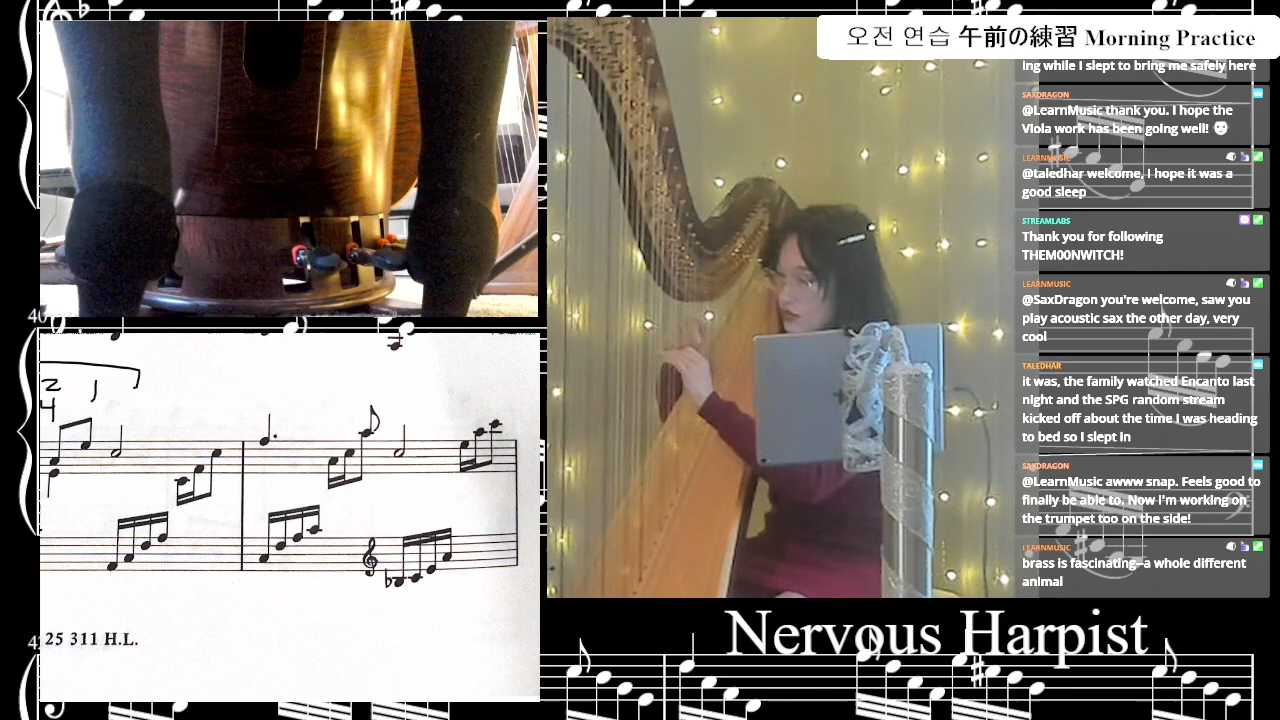 오전 연습 午前の練習 Morning Practice
ing while I slept to bring me safely here
SAXDRAGON
@LearnMusic thank you. I hope the
Viola work has been going well!
LEARNMUSIC
@taledhar welcome, I hope it was a
good sleep
STREAMLABS
Thank you for following
THEM00NWITCH!
LEARNMUSIC
@SaxDragon you're welcome, saw you
play acoustic sax the other day, very
cool
TALEDHAR
it was, the family watched Encanto last
night and the SPG random stream
kicked off about the time I was heading
to bed so I slept in
SAXDRAGON
@LearnMusic awww snap. Feels good to
finally be able to. Now I'm working on
the trumpet too on the side!
LEARNMUSIC
brass is fascinating--a whole different
animal
40
2 1
4
25 311 H.L.
Nervous Harpist